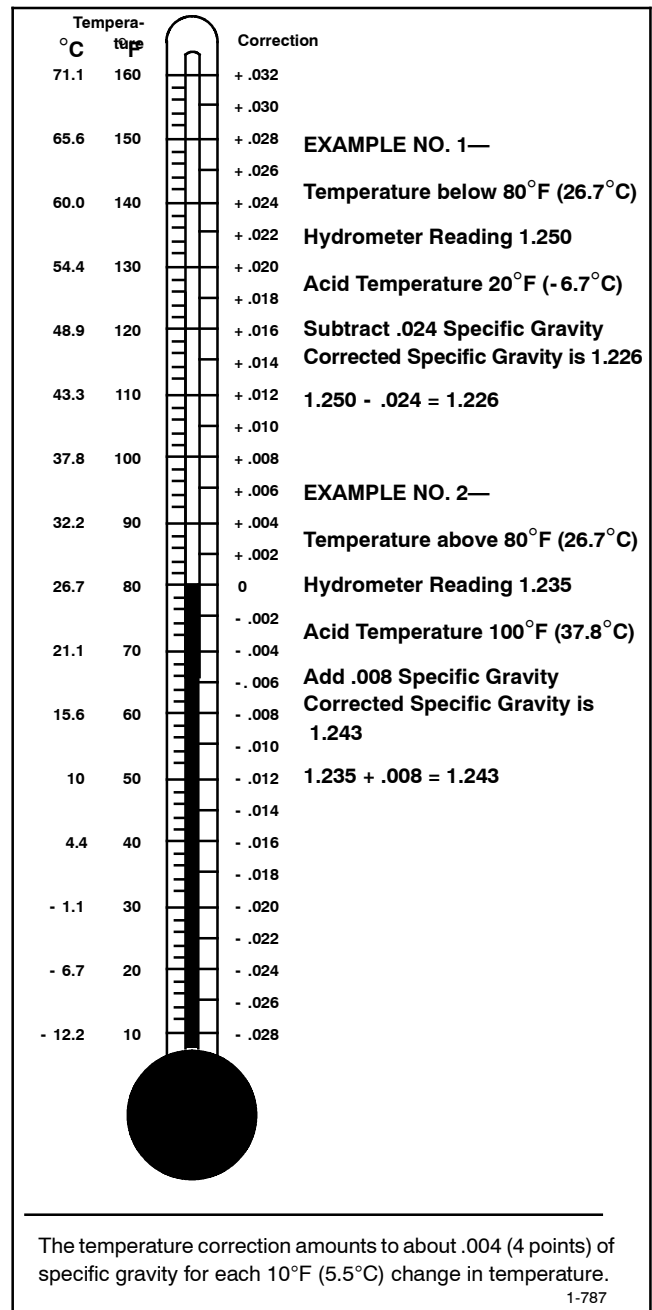 Tempera-
ture
°C °F Correction
71.1 160 + .032
+ .030
65.6 150 + .028
+ .026
60.0 140 + .024
+ .022
54.4 130 + .020
+ .018
48.9 120 + .016
+ .014
43.3 110 + .012
+ .010
37.8 100 + .008
+ .006
32.2 90 + .004
+ .002
26.7 80 0
- .002
21.1 70 - .004
-. 006
15.6 60 - .008
- .010
10 50 - .012
- .014
4.4 40 - .016
- .018
- 1.1 30 - .020
- .022
- 6.7 20 - .024
- .026
- 12.2 10 - .028
EXAMPLE NO. 1—
Temperature below 80°F (26.7°C)
Hydrometer Reading 1.250
Acid Temperature 20°F (- 6.7°C)
Subtract .024 Specific Gravity
Corrected Specific Gravity is 1.226
1.250 - .024 = 1.226
EXAMPLE NO. 2—
Temperature above 80°F (26.7°C)
Hydrometer Reading 1.235
Acid Temperature 100°F (37.8°C)
Add .008 Specific Gravity
Corrected Specific Gravity is
1.243
1.235 + .008 = 1.243
The temperature correction amounts to about .004 (4 points) of
specific gravity for each 10°F (5.5°C) change in temperature.
1-787